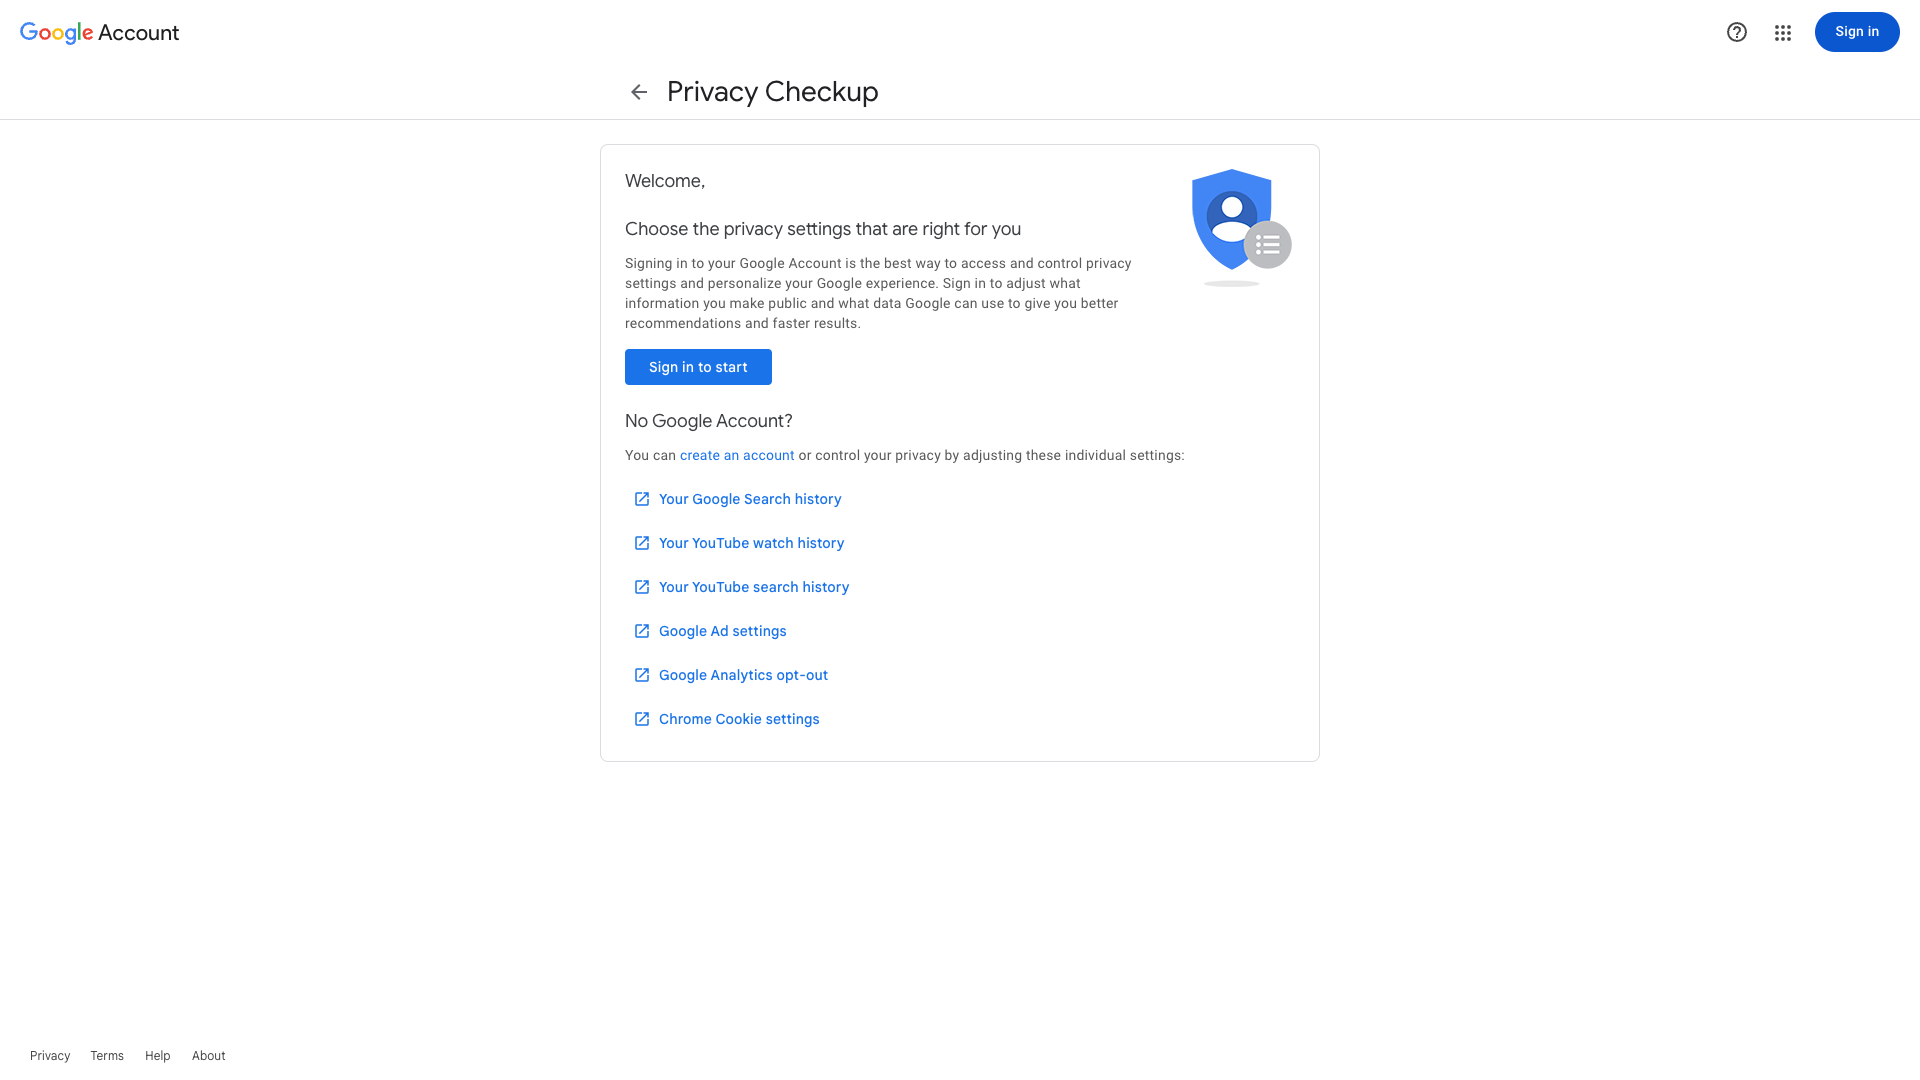 Google Account
Sign in
Privacy Checkup
Welcome,
Choose the privacy settings that are right for you
Signing in to your Google Account is the best way to access and control privacy
settings and personalize your Google experience. Sign in to adjust what
information you make public and what data Google can use to give you better
recommendations and faster results.
Sign in to start
No Google Account?
You can create an account or control your privacy by adjusting these individual settings:
Your Google Search history
Your YouTube watch history
Your YouTube search history
Google Ad settings
Google Analytics opt-out
Chrome Cookie settings
Privacy Terms Help About